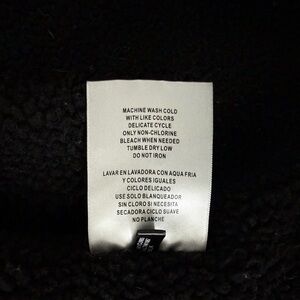 MACHINE WASH COLD
WITH LIKE COLORS
DELICATE CYCLE
ONLY NON-CHLORINE
BLEACH WHEN NEEDED
TUMBLE DRY LOW
DO NOT IRON
LAVAR EN LAVADORA CON AQUA FRIA
Y COLORES IGUALES
CICLO DELICADO
USE SOLO BLANQUEADOR
SIN CLORO SI NECESITA
SECADORA CICLO SUAVE
NO PLANCHE